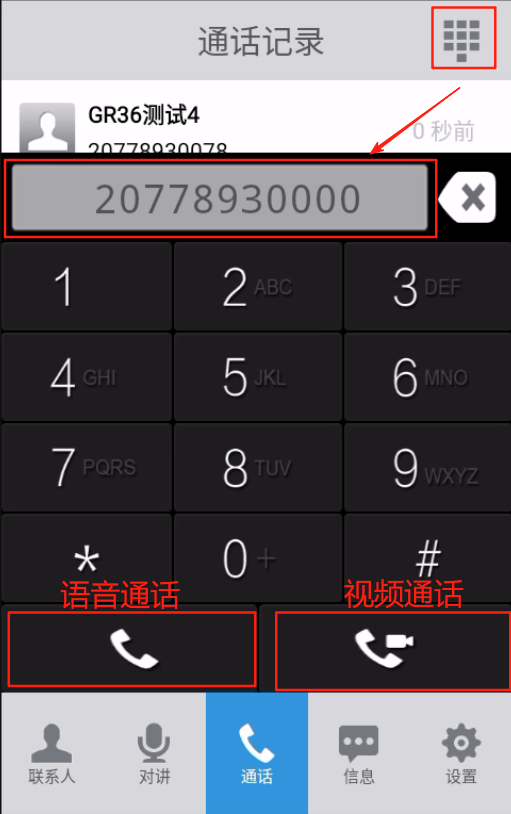 通话记录
GR36测试4
0 秒前
20778930078
20778930000
1
2 ABC
3 DEF
4 GHI
5 JKL
6 MNO
7 PQRS
8 TUV
9 WXYZ
*
0 +
#
语音通话
视频通话
联系人
对讲
通话
信息
设置